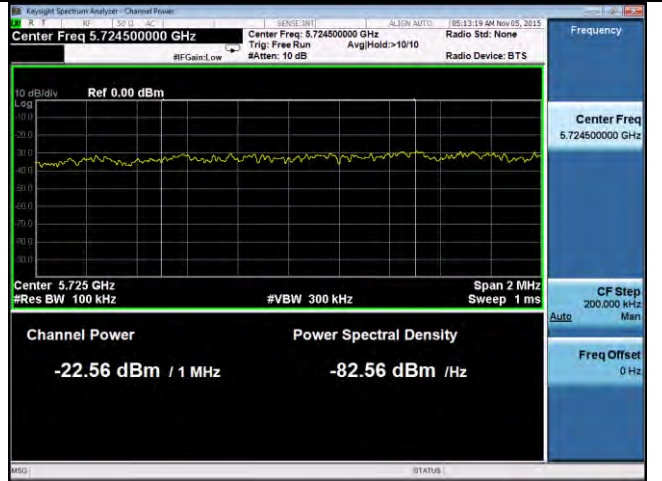 Keysight Spectrum Analyzer - Channel Power
R T RF 50 Ω AC SENSE:INT ALIGN AUTO 05:13:19 AM Nov 05, 2015
Center Freq 5.724500000 GHz
Center Freq: 5.724500000 GHz
Radio Std: None
Trig: Free Run Avg|Hold:>10/10
#IFGain:Low
#Atten: 10 dB
Radio Device: BTS
Frequency
10 dB/div Ref 0.00 dBm
Log
-10.0
-20.0
-30.0
-40.0
-60.0
-70.0
-80.0
-90.0
Center 5.725 GHz
Span 2 MHz
#Res BW 100 kHz
#VBW 300 kHz
Sweep 1 ms
Channel Power
Power Spectral Density
-22.56 dBm / 1 MHz
-82.56 dBm /Hz
Center Freq
5.724500000 GHz
CF Step
200.000 kHz
Auto Man
Freq Offset
0 Hz
MSG
STATUS